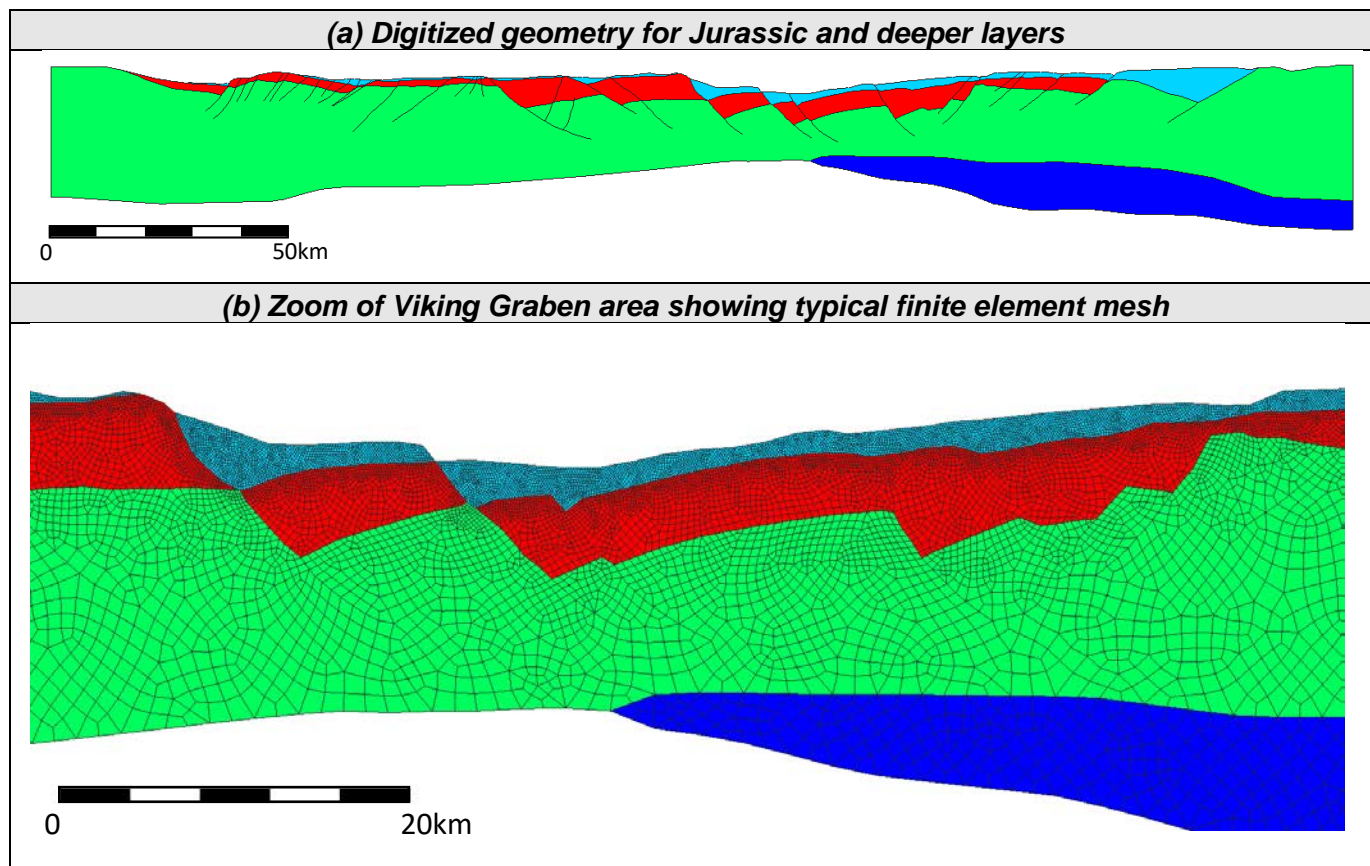 (a) Digitized geometry for Jurassic and deeper layers
0 50km
(b) Zoom of Viking Graben area showing typical finite element mesh
0 20km